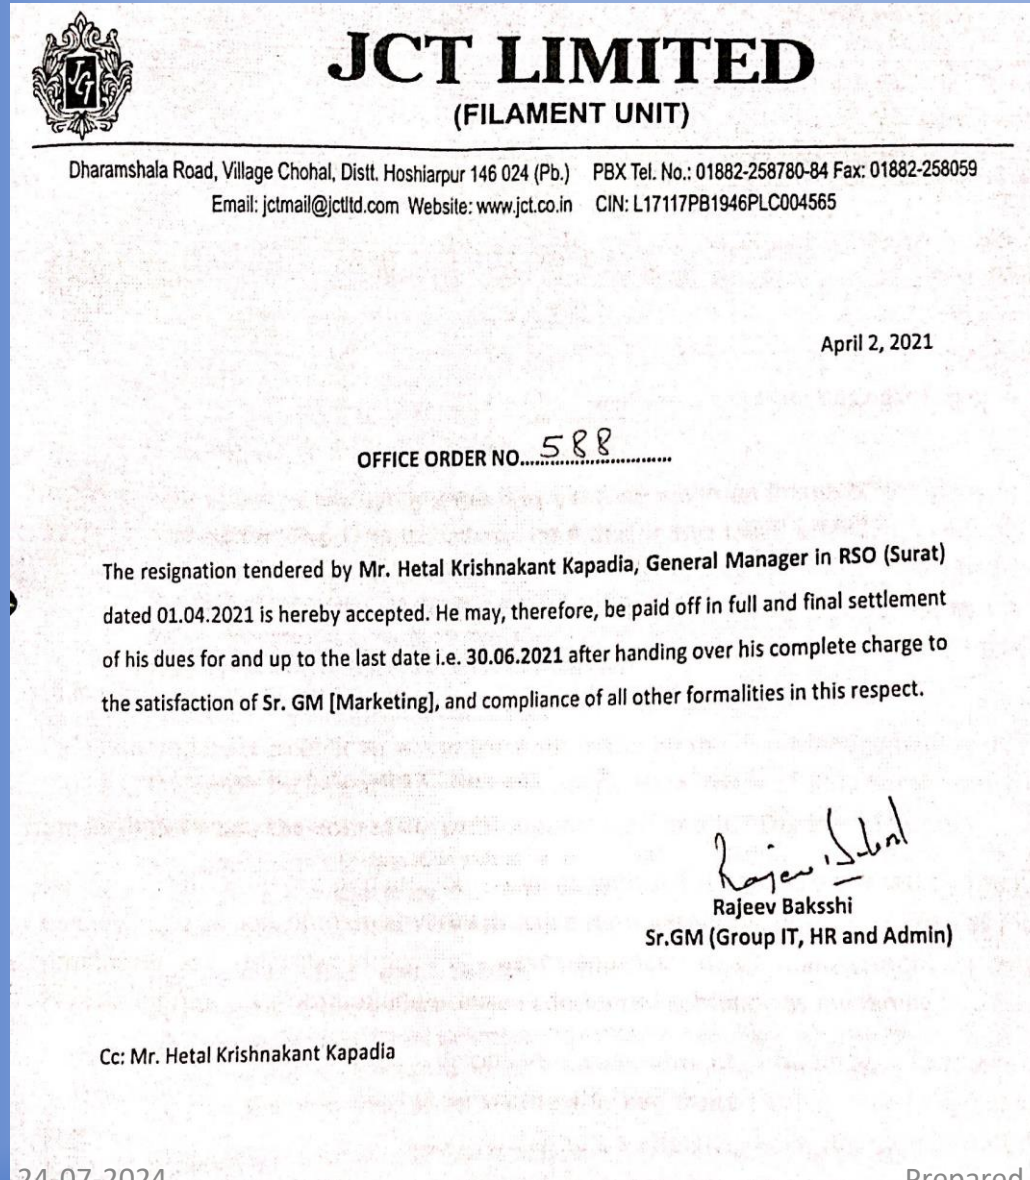 JCT
JCT LIMITED
(FILAMENT UNIT)
Dharamshala Road, Village Chohal, Distt. Hoshiarpur 146 024 (Pb.) PBX Tel. No.: 01882-258780-84 Fax: 01882-258059
Email: jctmail@jctltd.com Website: www.jct.co.in CIN: L17117PB1946PLC004565
April 2, 2021
OFFICE ORDER NO....588....
The resignation tendered by Mr. Hetal Krishnakant Kapadia, General Manager in RSO (Surat)
dated 01.04.2021 is hereby accepted. He may, therefore, be paid off in full and final settlement
of his dues for and up to the last date i.e. 30.06.2021 after handing over his complete charge to
the satisfaction of Sr. GM [Marketing], and compliance of all other formalities in this respect.
Rajeev Baksshi
Sr.GM (Group IT, HR and Admin)
Cc: Mr. Hetal Krishnakant Kapadia
24-07-2024 Prepared